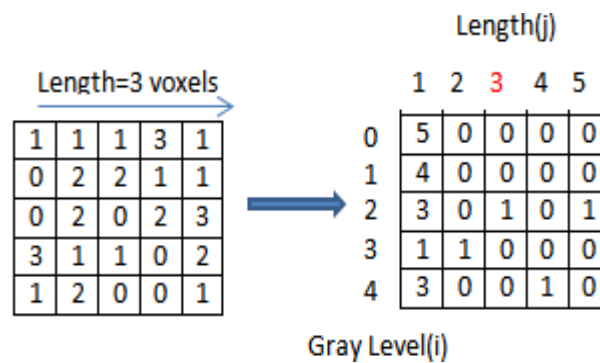 Length(j)
Length=3 voxels
1 2 3 4 5
1 1 1 3 1
0 2 2 1 1
0 2 0 2 3
3 1 1 0 2
1 2 0 0 1
0 5 0 0 0 0
1 4 0 0 0 0
2 3 0 1 0 1
3 1 1 0 0 0
4 3 0 0 1 0
Gray Level(i)